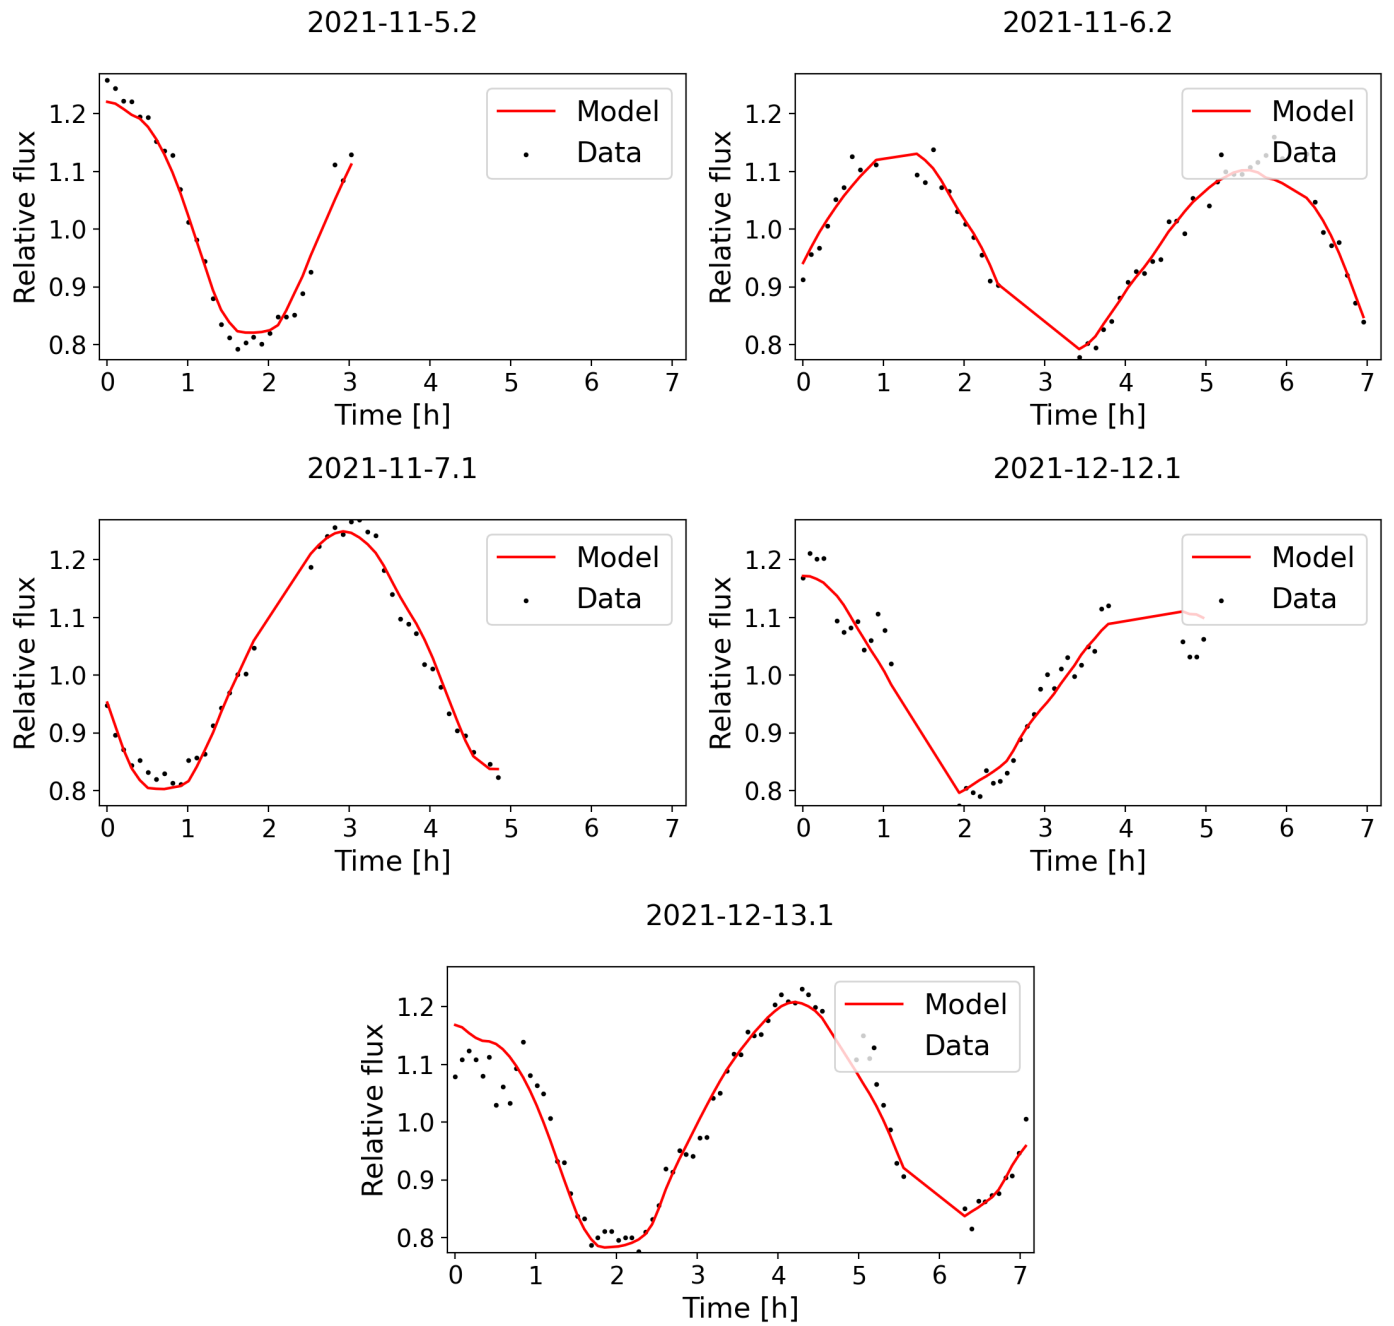 2021-11-5.2
Relative flux
1.2
1.1
1.0
0.9
0.8
Model
Data
0 1 2 3 4 5 6 7
Time [h]
2021-11-6.2
Relative flux
1.2
1.1
1.0
0.9
0.8
Model
Data
0 1 2 3 4 5 6 7
Time [h]
2021-11-7.1
Relative flux
1.2
1.1
1.0
0.9
0.8
Model
Data
0 1 2 3 4 5 6 7
Time [h]
2021-12-12.1
Relative flux
1.2
1.1
1.0
0.9
0.8
Model
Data
0 1 2 3 4 5 6 7
Time [h]
2021-12-13.1
Relative flux
1.2
1.1
1.0
0.9
0.8
Model
Data
0 1 2 3 4 5 6 7
Time [h]